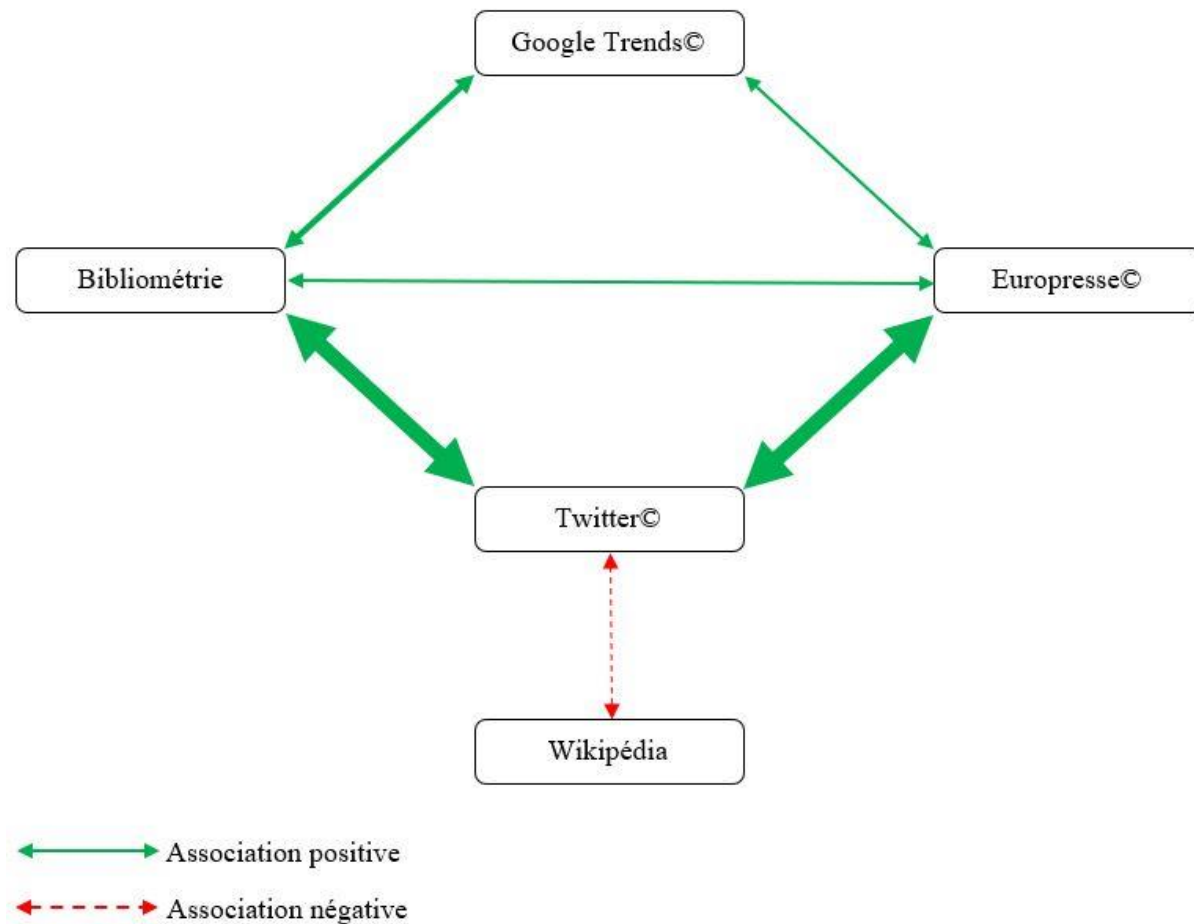 Google Trends©
Bibliométrie
Europresse©
Twitter©
Wikipédia
Association positive
Association négative